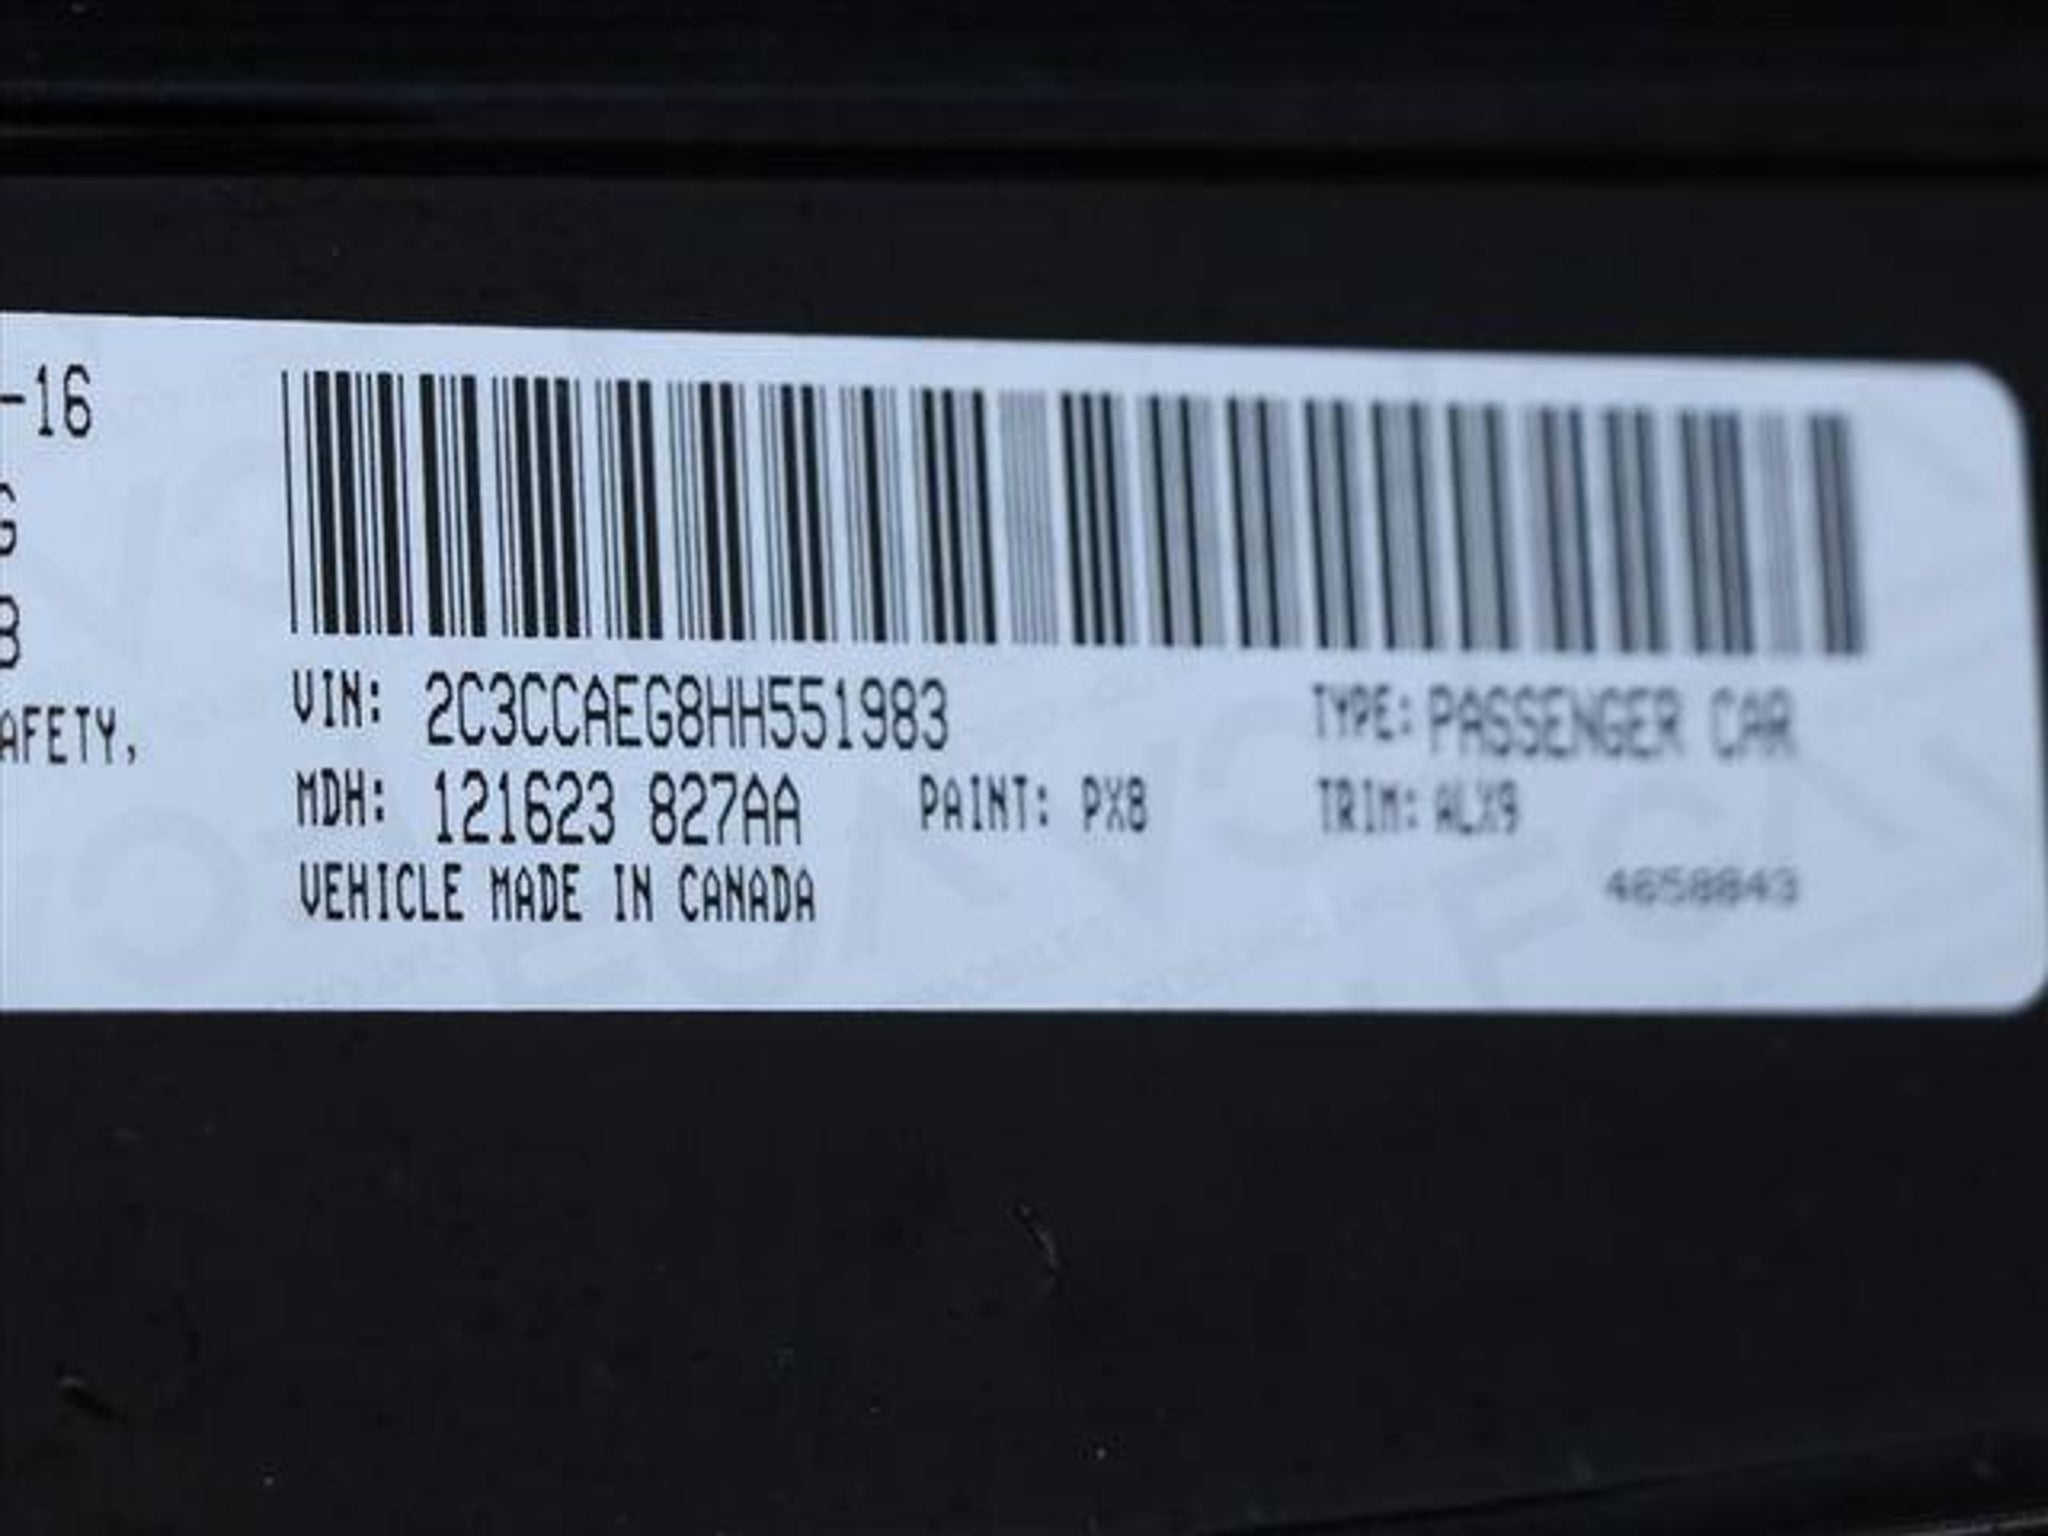 -16
AFETY,
VIN: 2C3CCAEG8HH551983 TYPE: PASSENGER CAR
MDH: 121623 827AA PAINT: PX8 TRIM: ALX9
VEHICLE MADE IN CANADA
4658843